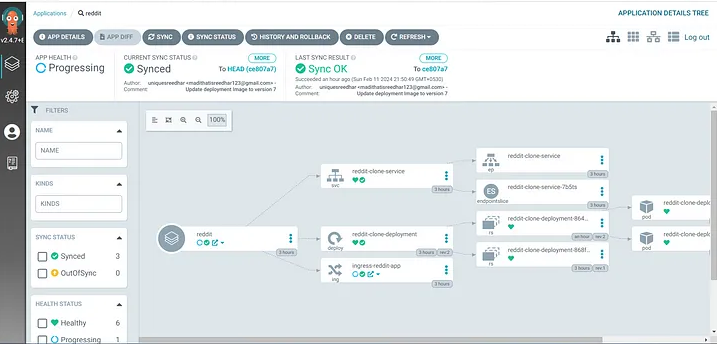 Applications / reddit
APPLICATION DETAILS TREE
v2.4.7+
APP DETAILS
APP DIFF
SYNC
SYNC STATUS
HISTORY AND ROLLBACK
DELETE
REFRESH
Log out
APP HEALTH
Progressing
CURRENT SYNC STATUS
MORE
Synced
To HEAD (ce807a7)
Author: uniquesreedhar <madithatisreedhar123@gmail.com> -
Comment: Update deployment image to version 7
LAST SYNC RESULT
MORE
Sync OK
To ce807a7
Succeeded an hour ago (Sun Feb 11 2024 21:50:49 GMT+0530)
Author: uniquesreedhar <madithatisreedhar123@gmail.com> -
Comment: Update deployment image to version 7
FILTERS
NAME
NAME
KINDS
KINDS
SYNC STATUS
Synced 3
OutOfSync 0
HEALTH STATUS
Healthy 6
Progressing 1
100%
reddit
3 hours
svc
reddit-clone-service
3 hours
deploy
reddit-clone-deployment
3 hours rev:2
ing
ingress-reddit-app
3 hours
ep
reddit-clone-service
3 hours
ES
endpointslice
reddit-clone-service-7b5ts
3 hours
rs
reddit-clone-deployment-864...
an hour rev:2
rs
reddit-clone-deployment-868f...
3 hours rev:1
pod
reddit-clone-depl
pod
reddit-clone-depl